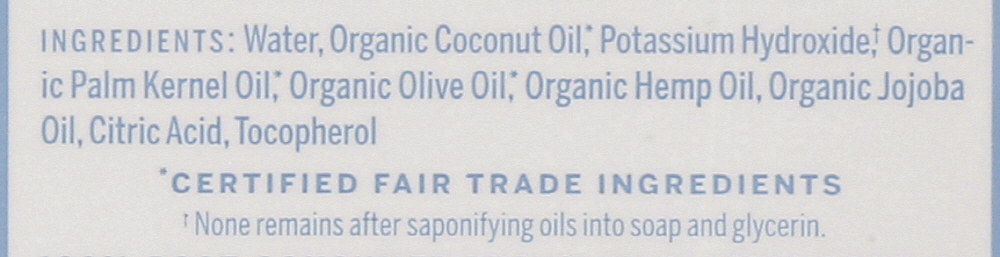 INGREDIENTS: Water, Organic Coconut Oil,* Potassium Hydroxide,† Organ-
ic Palm Kernel Oil,* Organic Olive Oil,* Organic Hemp Oil, Organic Jojoba
Oil, Citric Acid, Tocopherol
*CERTIFIED FAIR TRADE INGREDIENTS
† None remains after saponifying oils into soap and glycerin.